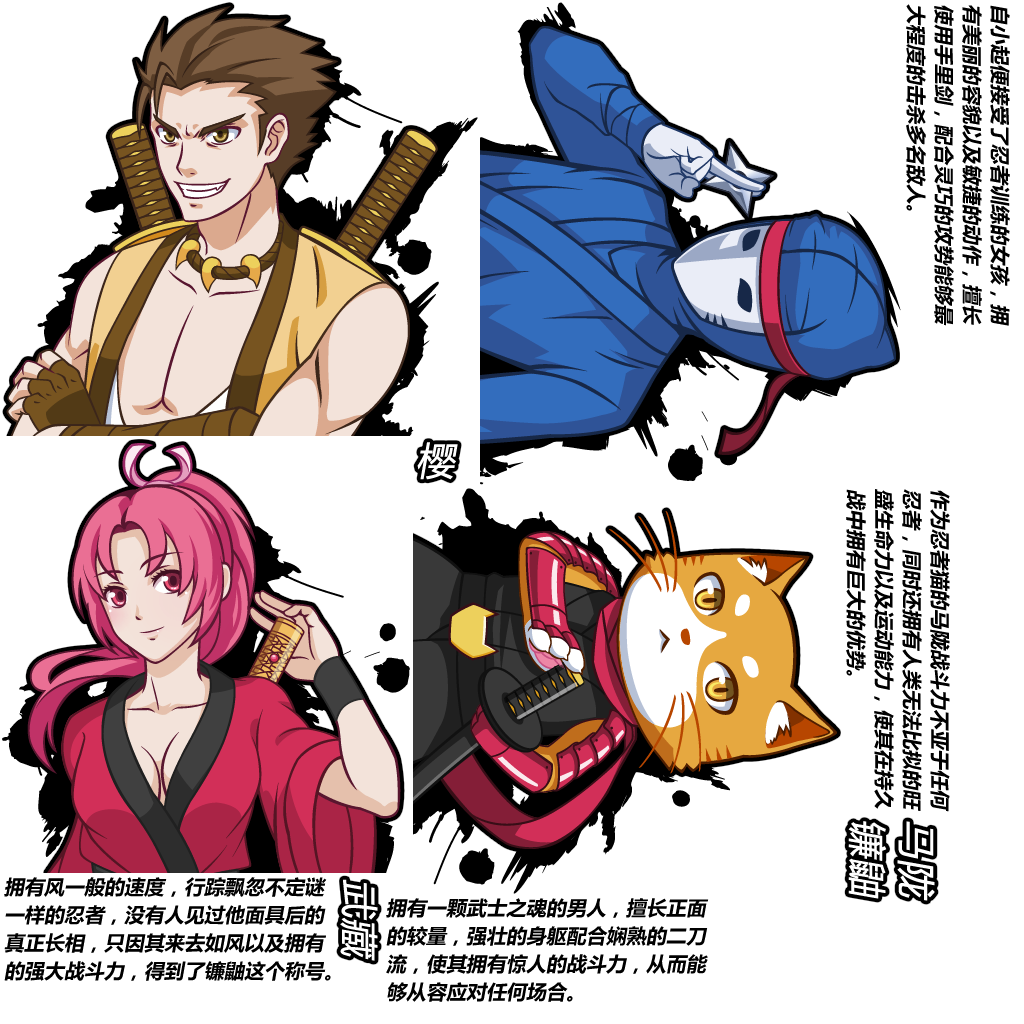 自小起便接受了忍者训练的女孩，拥
有美丽的容貌以及敏捷的动作，擅长
使用手里剑，配合灵巧的攻势能够最
大程度的击杀多名敌人。
樱
作为忍者猫的马陇战斗力不亚于任何
忍者，同时还拥有人类无法比拟的旺
盛生命力以及运动能力，使其在持久
战中拥有巨大的优势。
马陇
镰鼬
武藏
拥有风一般的速度，行踪飘忽不定谜
一样的忍者，没有人见过他面具后的
真正长相，只因其来去如风以及拥有
的强大战斗力，得到了镰鼬这个称号。
拥有一颗武士之魂的男人，擅长正面
的较量，强壮的身躯配合娴熟的二刀
流，使其拥有惊人的战斗力，从而能
够从容应对任何场合。